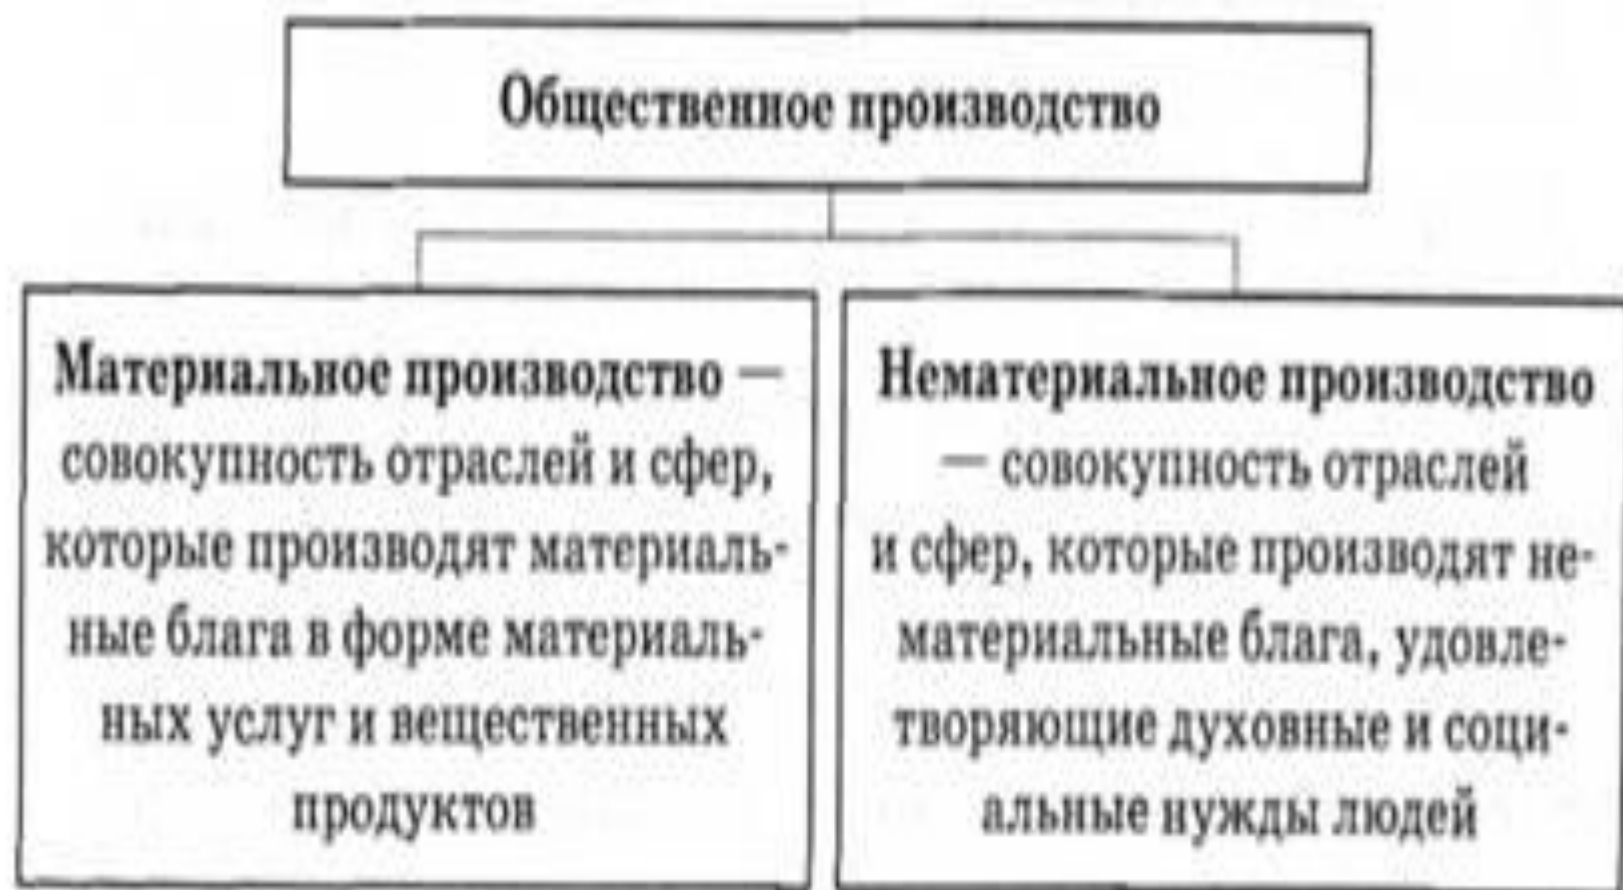 Общественное производство
Материальное производство —
совокупность отраслей и сфер,
которые производят материаль-
ные блага в форме материаль-
ных услуг и вещественных
продуктов
Нематериальное производство
— совокупность отраслей
и сфер, которые производят не-
материальные блага, удовле-
творяющие духовные и соци-
альные нужды людей